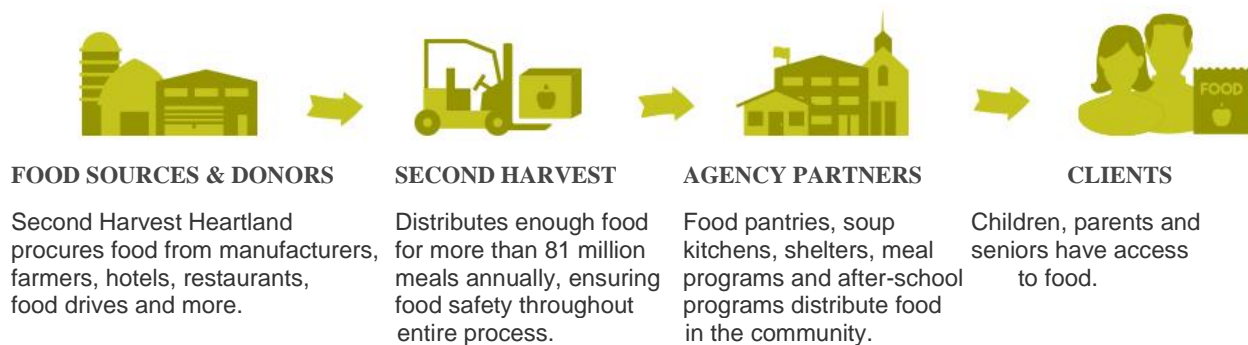 FOOD
FOOD SOURCES & DONORS
Second Harvest Heartland
procures food from manufacturers,
farmers, hotels, restaurants,
food drives and more.
SECOND HARVEST
Distributes enough food
for more than 81 million
meals annually, ensuring
food safety throughout
entire process.
AGENCY PARTNERS
Food pantries, soup
kitchens, shelters, meal
programs and after-school
programs distribute food
in the community.
CLIENTS
Children, parents and
seniors have access
to food.